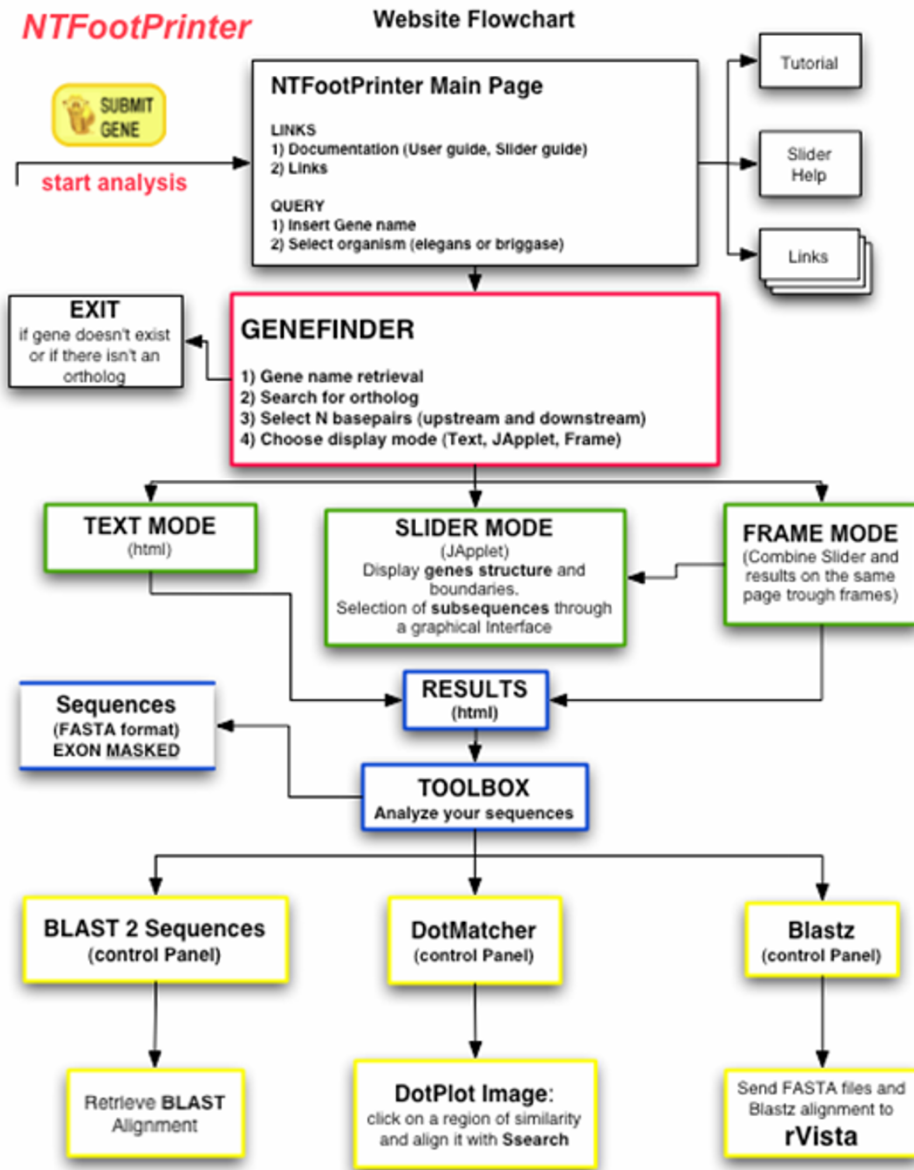 NTFootPrinter
Website Flowchart
SUBMIT
GENE
start analysis
NTFootPrinter Main Page
LINKS
1) Documentation (User guide, Slider guide)
2) Links
QUERY
1) Insert Gene name
2) Select organism (elegans or briggase)
Tutorial
Slider
Help
Links
EXIT
if gene doesn't exist
or if there isn't an
ortholog
GENEFINDER
1) Gene name retrieval
2) Search for ortholog
3) Select N basepairs (upstream and downstream)
4) Choose display mode (Text, JApplet, Frame)
TEXT MODE
(html)
SLIDER MODE
(JApplet)
Display genes structure and
boundaries.
Selection of subsequences through
a graphical Interface
FRAME MODE
(Combine Slider and
results on the same
page trough frames)
RESULTS
(html)
Sequences
(FASTA format)
EXON MASKED
TOOLBOX
Analyze your sequences
BLAST 2 Sequences
(control Panel)
DotMatcher
(control Panel)
Blastz
(control Panel)
Retrieve BLAST
Alignment
DotPlot Image:
click on a region of similarity
and align it with Ssearch
Send FASTA files and
Blastz alignment to
rVista